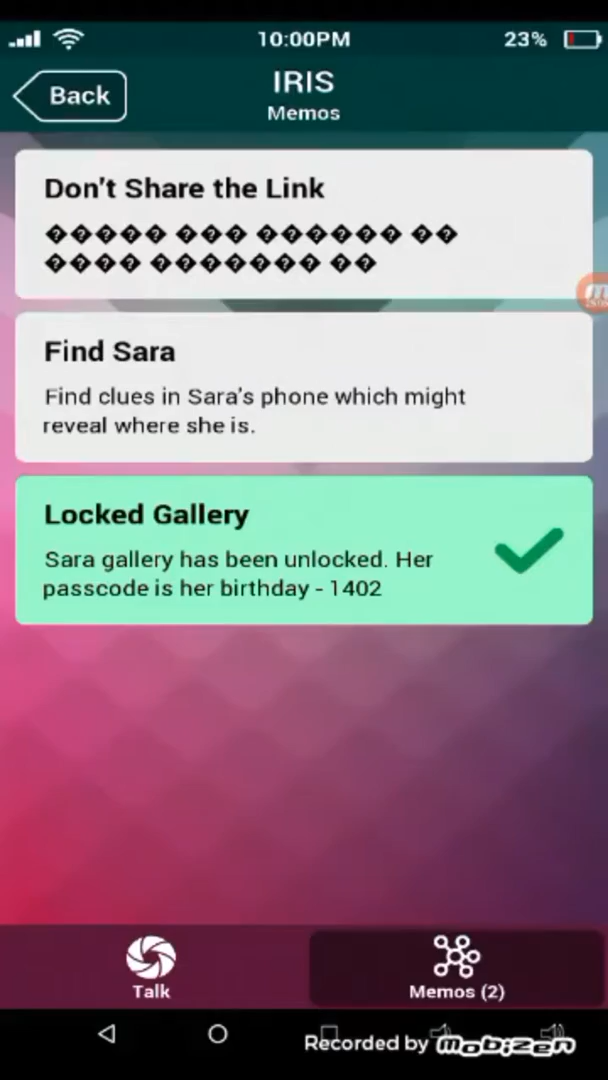 10:00PM 23%
Back
IRIS
Memos
Don't Share the Link
����� ��� ������ ��
���� ������� ��
Find Sara
Find clues in Sara's phone which might
reveal where she is.
Locked Gallery
Sara gallery has been unlocked. Her
passcode is her birthday - 1402
Talk
Memos (2)
Recorded by mobizen